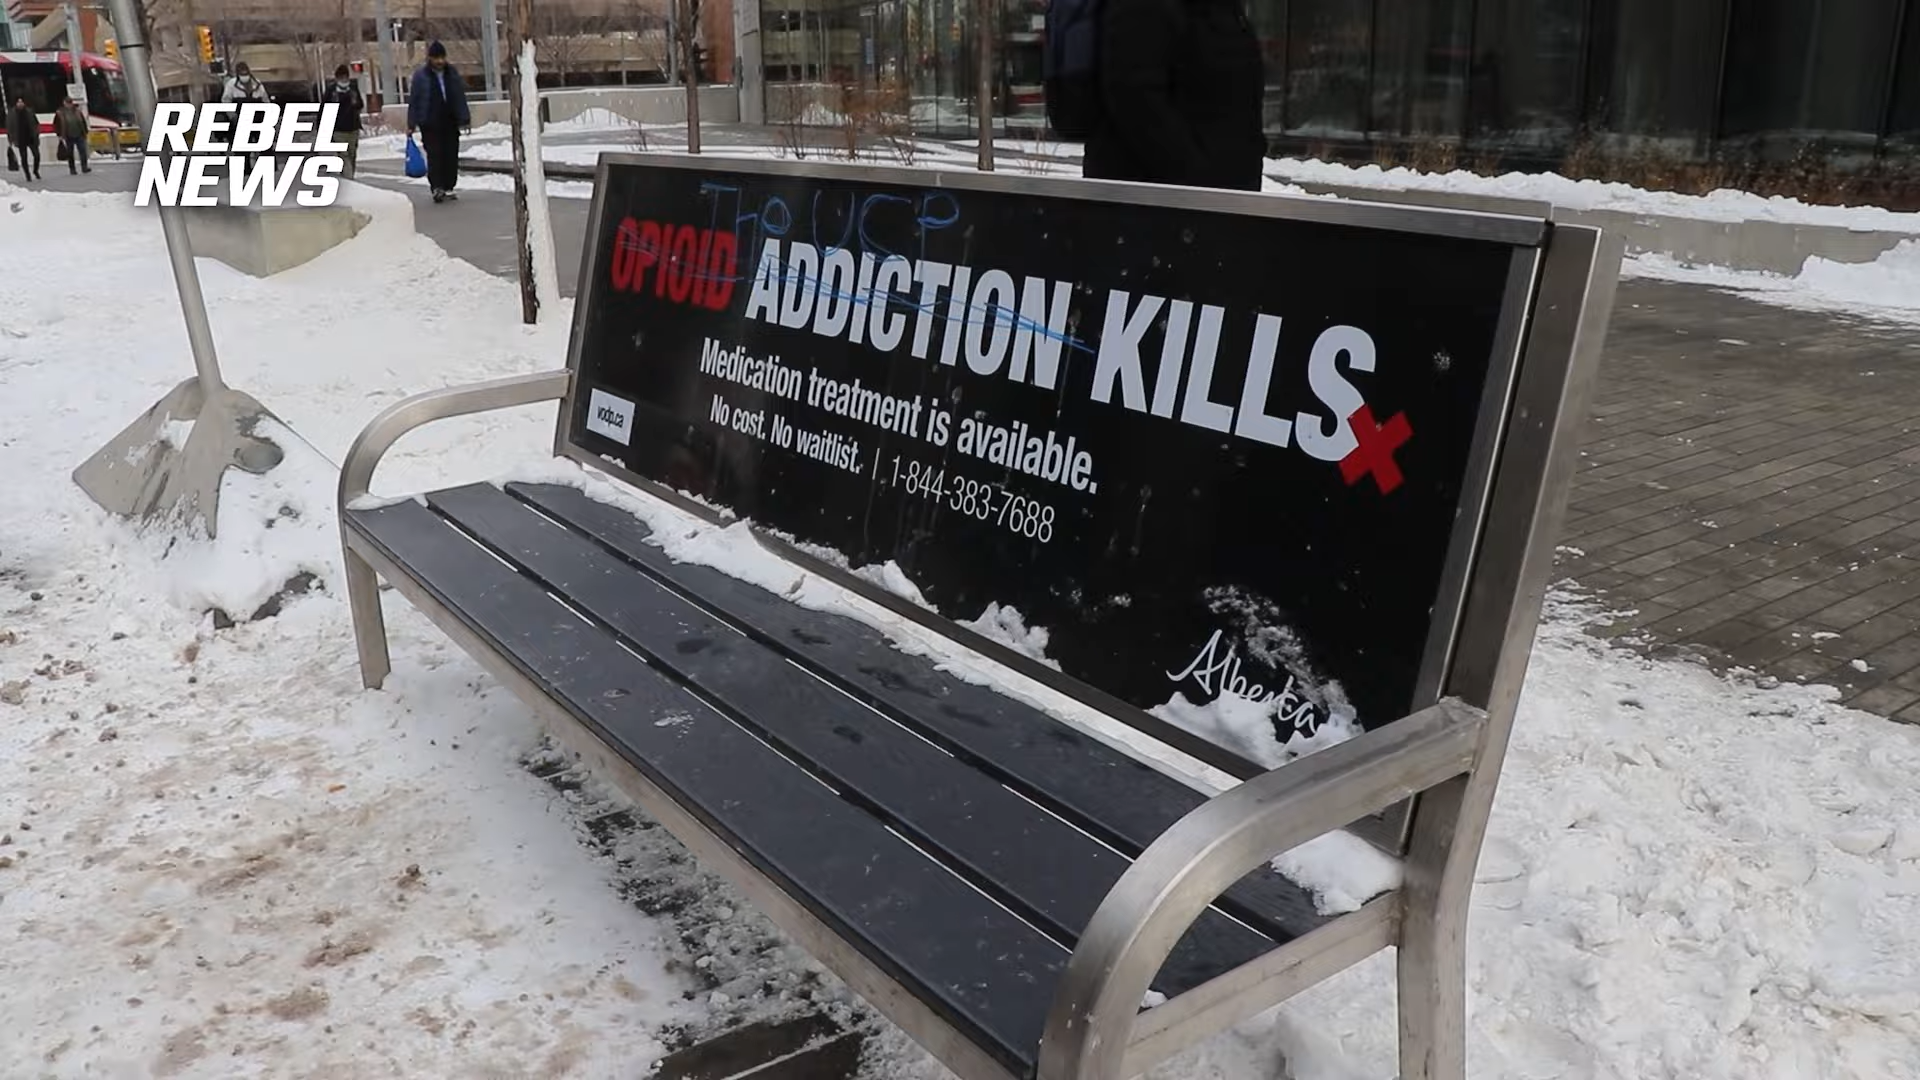 REBEL
NEWS
The UCP
OPIOID ADDICTION KILLS
Medication treatment is available.
No cost. No waitlist. | 1-844-383-7688
vodp.ca
Alberta